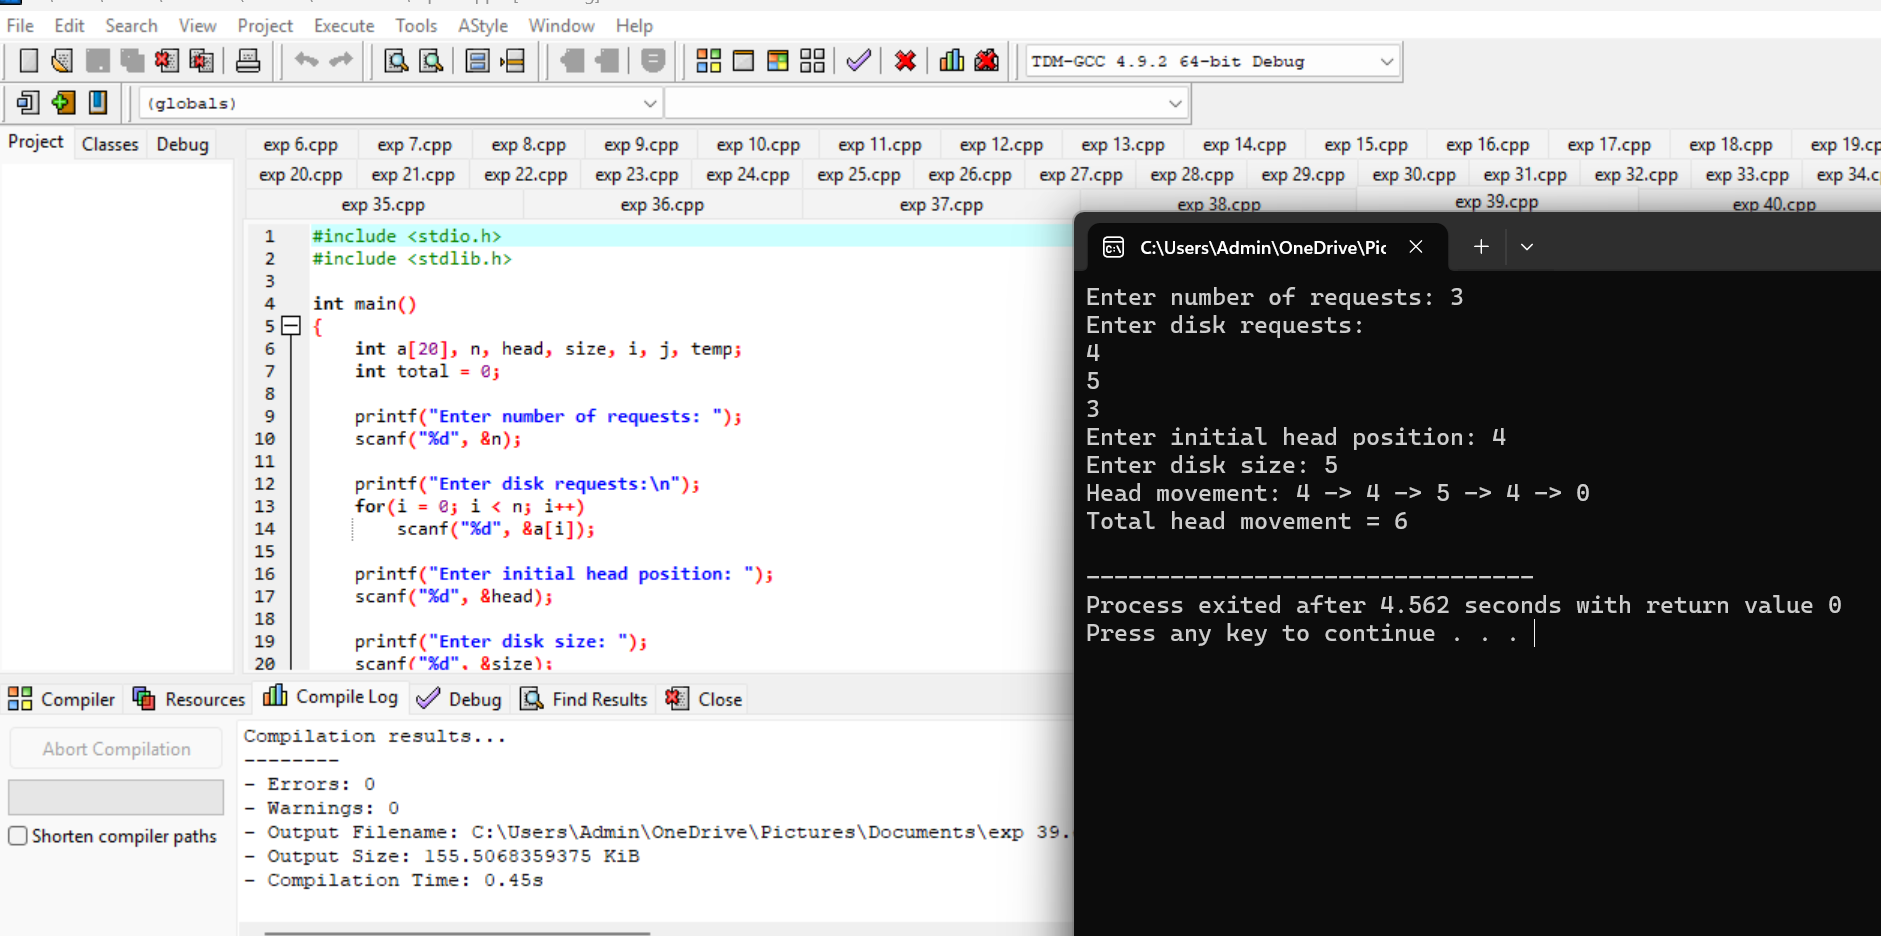 File Edit Search View Project Execute Tools AStyle Window Help
TDM-GCC 4.9.2 64-bit Debug
(globals)
Project Classes Debug
exp 6.cpp exp 7.cpp exp 8.cpp exp 9.cpp exp 10.cpp exp 11.cpp exp 12.cpp exp 13.cpp exp 14.cpp exp 15.cpp exp 16.cpp exp 17.cpp exp 18.cpp exp 19.cp
exp 20.cpp exp 21.cpp exp 22.cpp exp 23.cpp exp 24.cpp exp 25.cpp exp 26.cpp exp 27.cpp exp 28.cpp exp 29.cpp exp 30.cpp exp 31.cpp exp 32.cpp exp 33.cpp exp 34.c
exp 35.cpp exp 36.cpp exp 37.cpp exp 38.cpp exp 39.cpp exp 40.cpp
1 #include <stdio.h>
2 #include <stdlib.h>
3
4 int main()
5 {
6 int a[20], n, head, size, i, j, temp;
7 int total = 0;
8
9 printf("Enter number of requests: ");
10 scanf("%d", &n);
11
12 printf("Enter disk requests:\n");
13 for(i = 0; i < n; i++)
14 scanf("%d", &a[i]);
15
16 printf("Enter initial head position: ");
17 scanf("%d", &head);
18
19 printf("Enter disk size: ");
20 scanf("%d", &size);
C:\Users\Admin\OneDrive\Pic
Enter number of requests: 3
Enter disk requests:
4
5
3
Enter initial head position: 4
Enter disk size: 5
Head movement: 4 -> 4 -> 5 -> 4 -> 0
Total head movement = 6
--------------------------------
Process exited after 4.562 seconds with return value 0
Press any key to continue . . .
Compiler Resources Compile Log Debug Find Results Close
Abort Compilation
Shorten compiler paths
Compilation results...
--------
- Errors: 0
- Warnings: 0
- Output Filename: C:\Users\Admin\OneDrive\Pictures\Documents\exp 39.
- Output Size: 155.5068359375 KiB
- Compilation Time: 0.45s